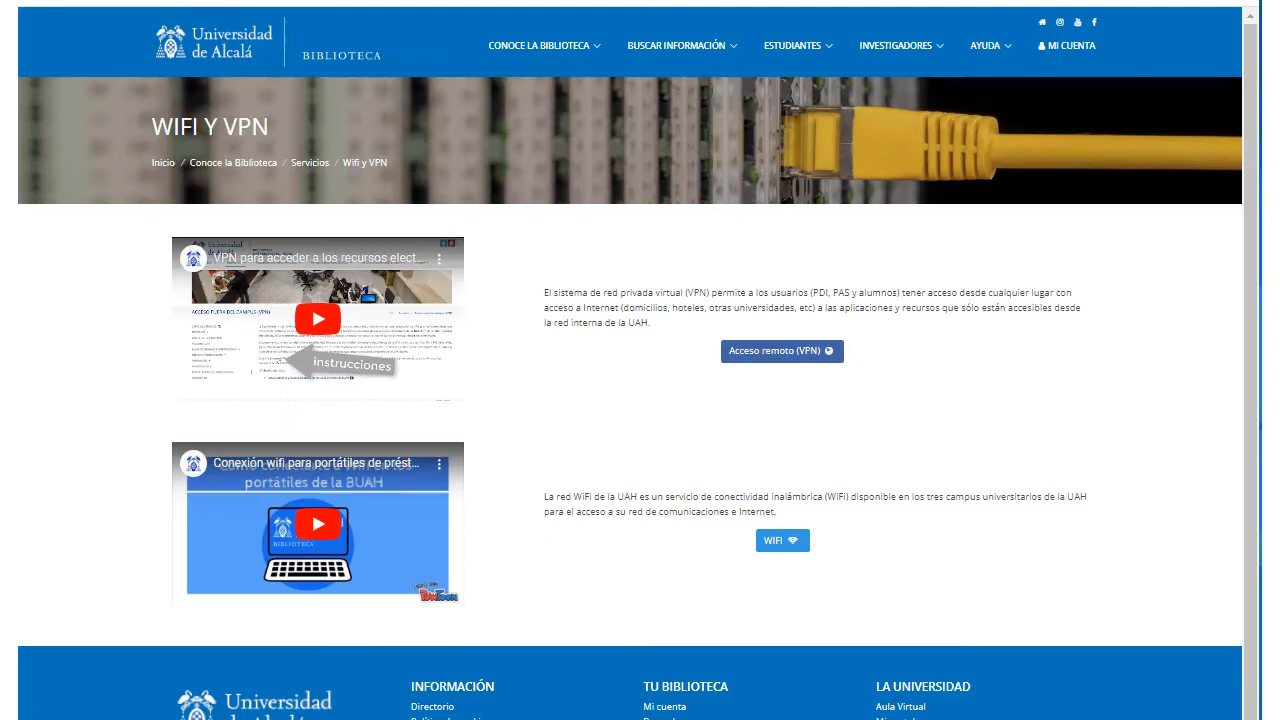 Universidad
de Alcalá
BIBLIOTECA
CONOCE LA BIBLIOTECA
BUSCAR INFORMACIÓN
ESTUDIANTES
INVESTIGADORES
AYUDA
MI CUENTA
WIFI Y VPN
Inicio / Conoce la Biblioteca / Servicios / Wifi y VPN
VPN para acceder a los recursos elect...
ACCESO FUERA DEL CAMPUS (VPN)
instrucciones
El sistema de red privada virtual (VPN) permite a los usuarios (PDI, PAS y alumnos) tener acceso desde cualquier lugar con
acceso a Internet (domicilios, hoteles, otras universidades, etc) a las aplicaciones y recursos que sólo están accesibles desde
la red interna de la UAH.
Acceso remoto (VPN)
Conexión wifi para portátiles de prést...
portátiles de la BUAH
BIBLIOTECA
POWTOON
La red WiFi de la UAH es un servicio de conectividad inalámbrica (WiFi) disponible en los tres campus universitarios de la UAH
para el acceso a su red de comunicaciones e Internet.
WIFI
Universidad
INFORMACIÓN
Directorio
TU BIBLIOTECA
Mi cuenta
LA UNIVERSIDAD
Aula Virtual